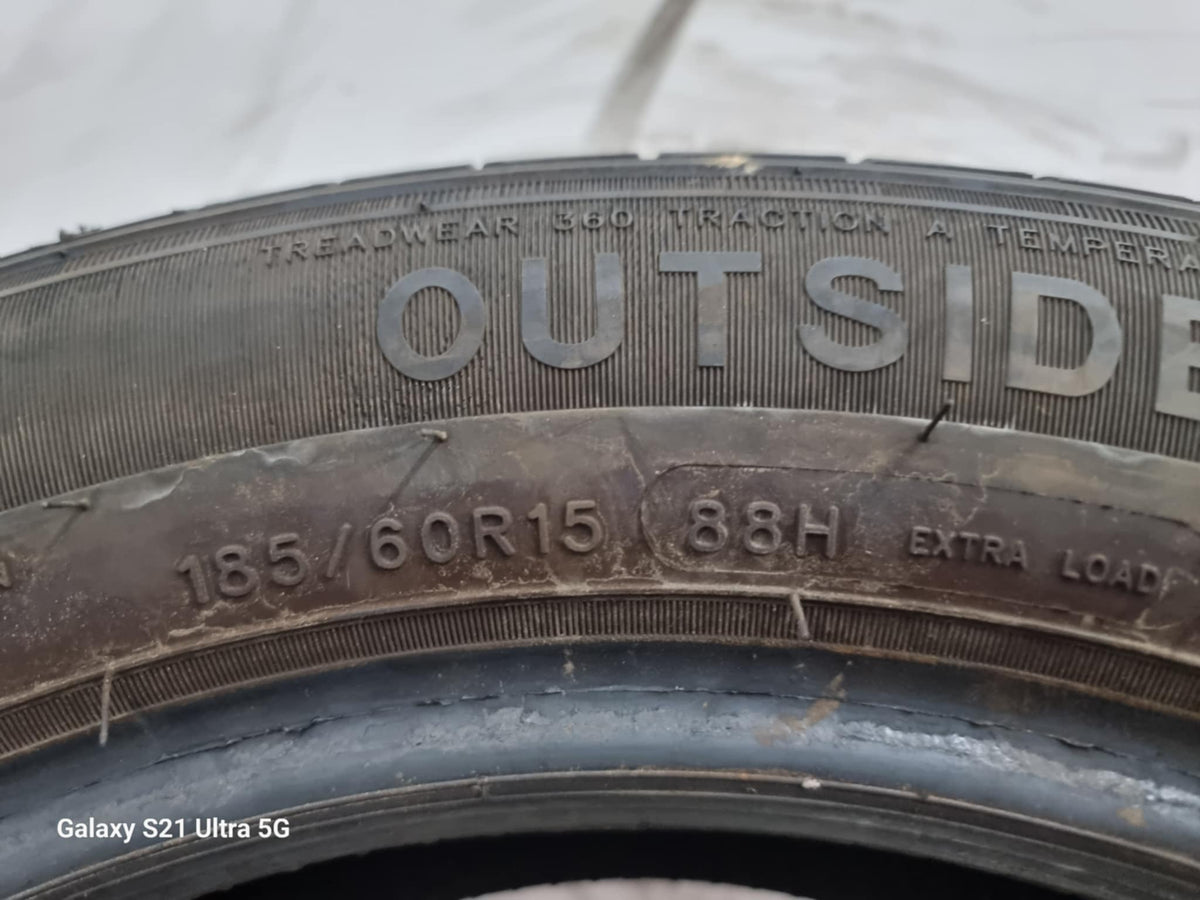 TREADWEAR 360 TRACTION A TEMPERA
OUTSIDE
185/60R15 88H EXTRA LOAD
Galaxy S21 Ultra 5G